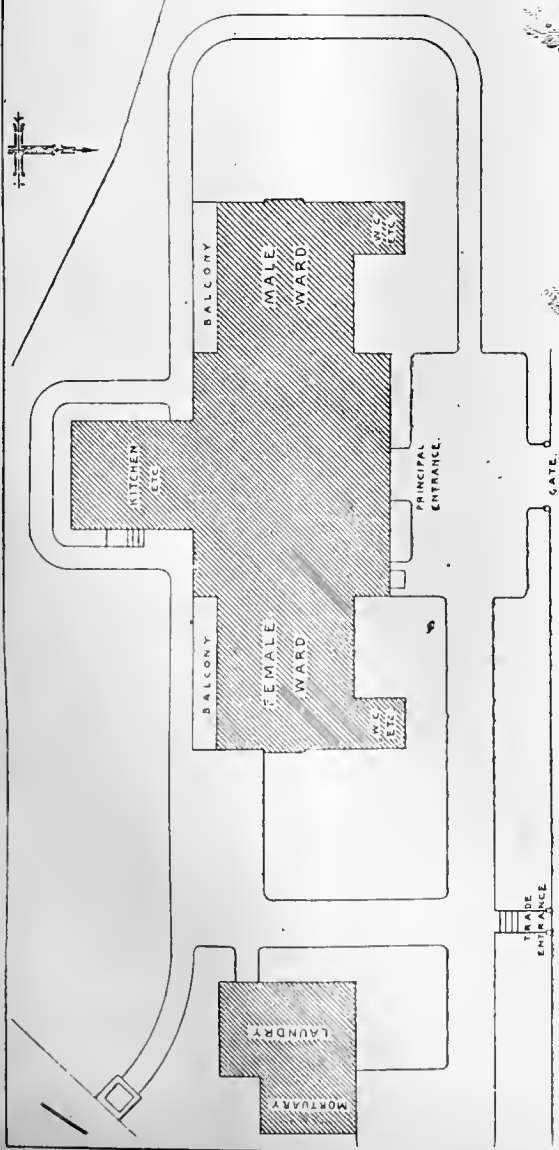 BALCONY
MALE
WARD
W.C.
ETC
KITCHEN
ETC
PRINCIPAL
ENTRANCE.
GATE.
BALCONY
FEMALE
WARD
W.C
ETC
TRADE
ENTRANCE
LAUNDRY
MORTUARY